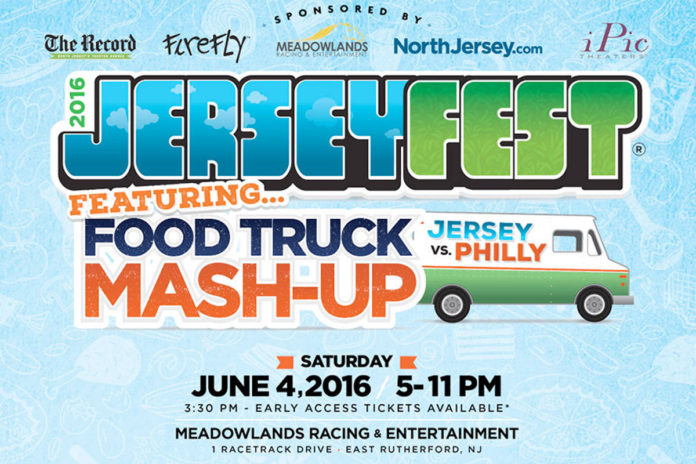 SPONSORED BY
The Record
FIREFLY
MEADOWLANDS
RACING & ENTERTAINMENT
NorthJersey.com
iPic
THEATERS
2016
JERSEYFEST®
FEATURING...
FOOD TRUCK
MASH-UP
JERSEY
VS. PHILLY
SATURDAY
JUNE 4, 2016 / 5-11 PM
3:30 PM - EARLY ACCESS TICKETS AVAILABLE*
MEADOWLANDS RACING & ENTERTAINMENT
1 RACETRACK DRIVE · EAST RUTHERFORD, NJ